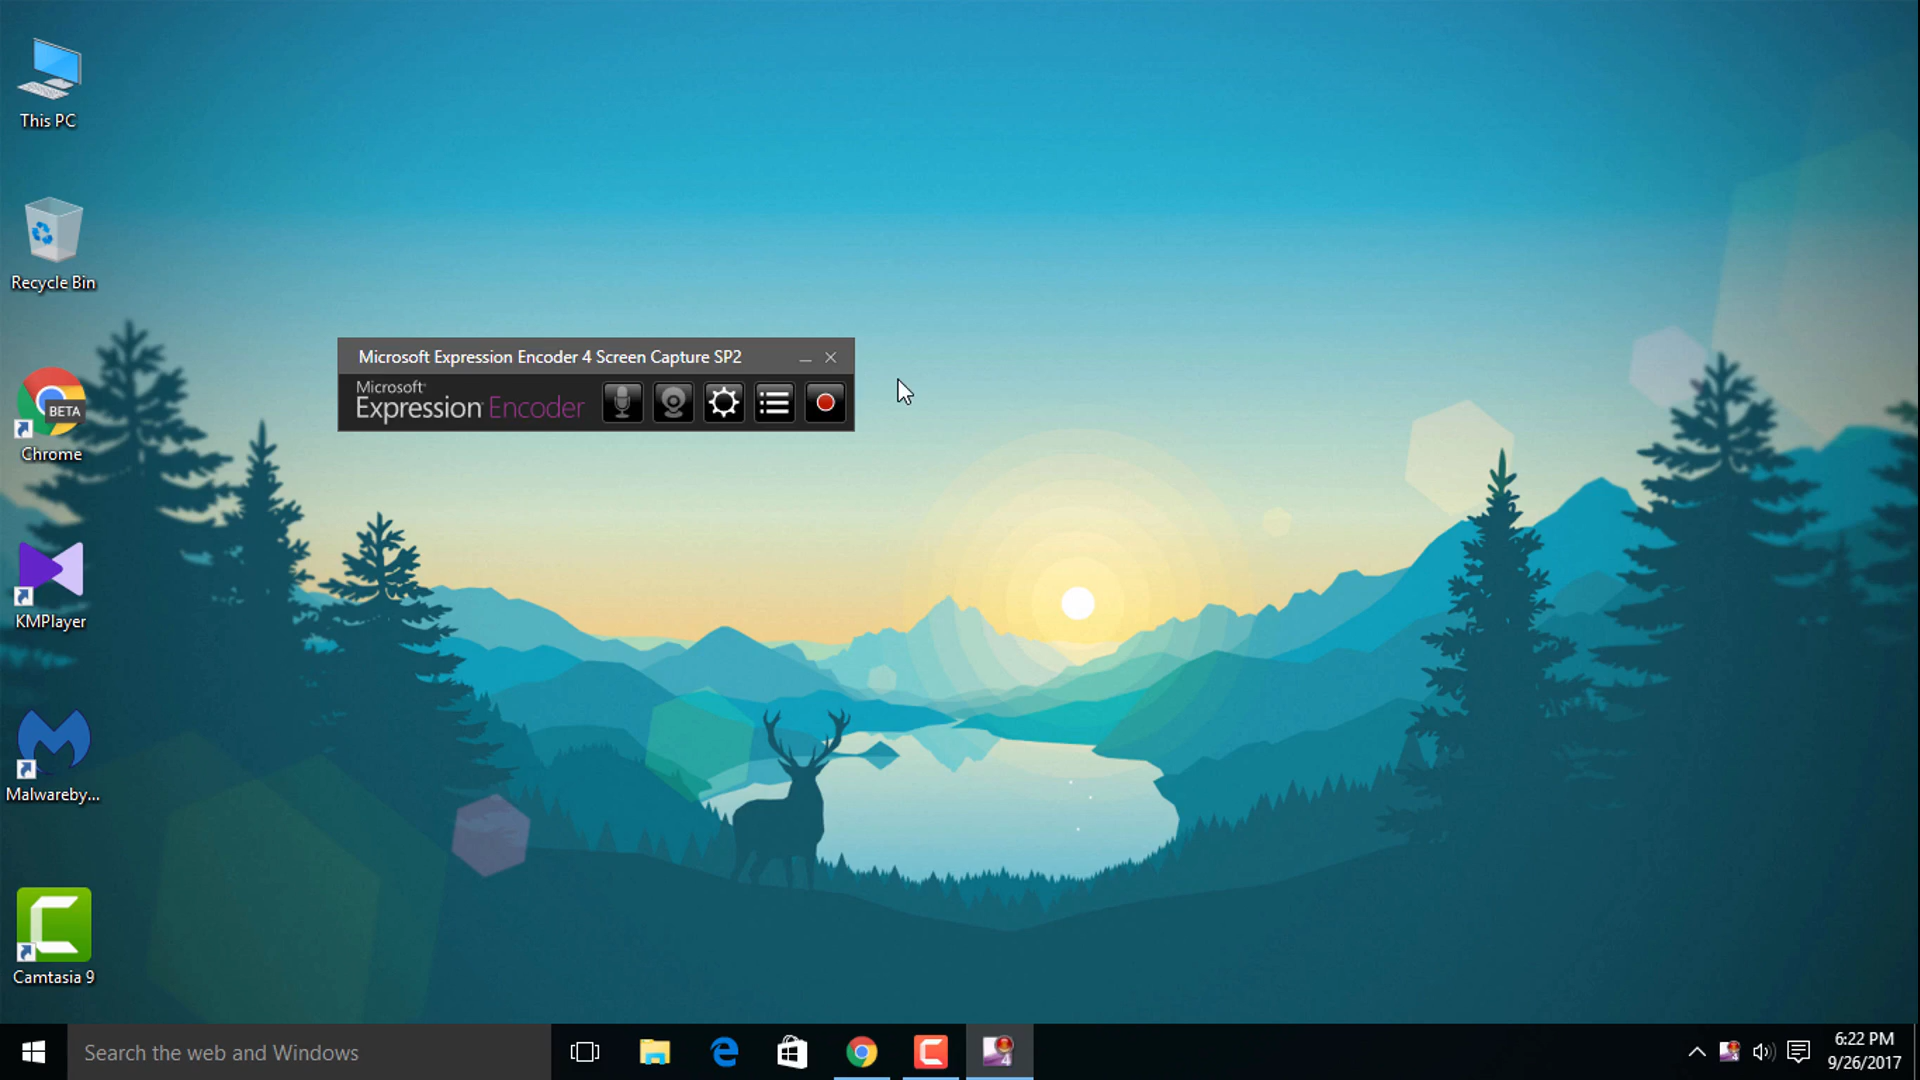 This PC
Recycle Bin
BETA
Chrome
KMPlayer
Malwareby...
Camtasia 9
Microsoft Expression Encoder 4 Screen Capture SP2
Microsoft®
Expression® Encoder
Search the web and Windows
4
6:22 PM
9/26/2017